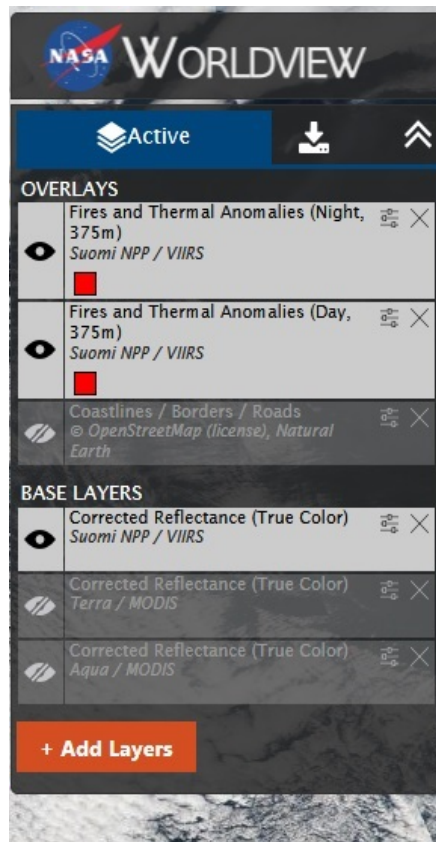 NASA WORLDVIEW
Active
OVERLAYS
Fires and Thermal Anomalies (Night,
375m)
Suomi NPP / VIIRS
Fires and Thermal Anomalies (Day,
375m)
Suomi NPP / VIIRS
Coastlines / Borders / Roads
© OpenStreetMap (license), Natural
Earth
BASE LAYERS
Corrected Reflectance (True Color)
Suomi NPP / VIIRS
Corrected Reflectance (True Color)
Terra / MODIS
Corrected Reflectance (True Color)
Aqua / MODIS
+ Add Layers